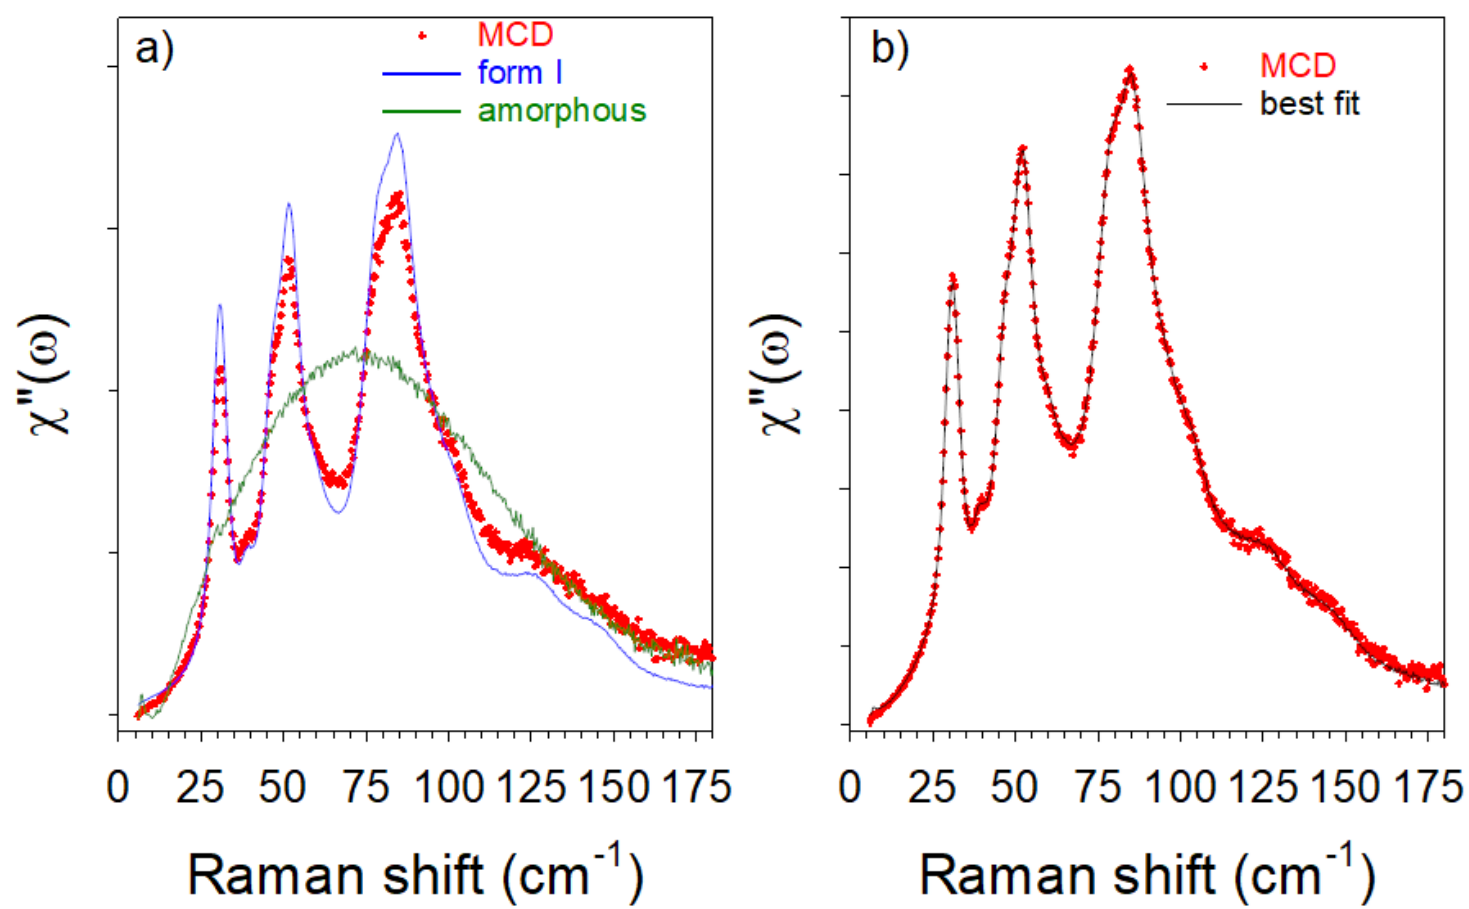 a)
MCD
form I
amorphous
χ"(ω)
0 25 50 75 100 125 150 175
Raman shift (cm⁻¹)
b)
MCD
best fit
χ"(ω)
0 25 50 75 100 125 150 175
Raman shift (cm⁻¹)